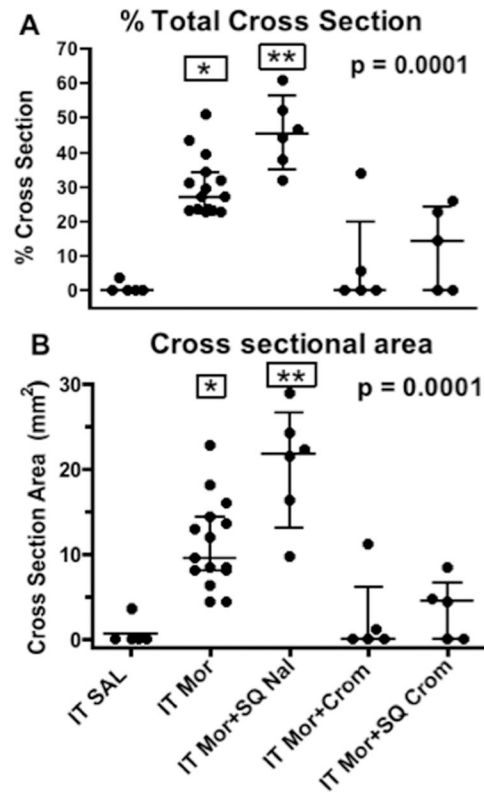 A
% Total Cross Section
70
60
50
40
30
20
10
0
% Cross Section
*
**
p = 0.0001
B
Cross sectional area
30
20
10
0
Cross Section Area (mm²)
*
**
p = 0.0001
IT SAL
IT Mor
IT Mor+SQ Nal
IT Mor+Crom
IT Mor+SQ Crom